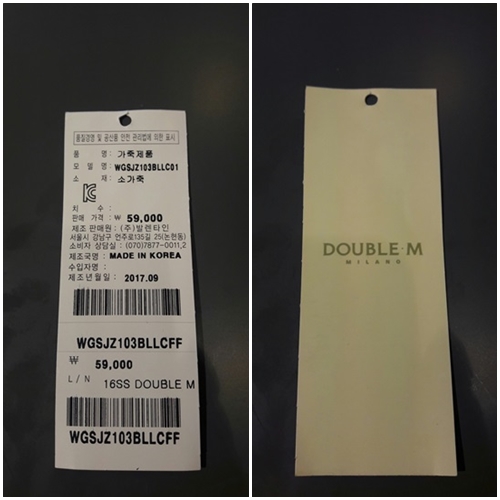 품질경영 및 공산품 안전 관리법에 의한 표시
품 명 : 가죽제품
모 델 명 : WGSJZ103BLLC01
소 재 : 소가죽
치 수 :
판매 가격 : ₩ 59,000
제조 판매원 : (주)발렌타인
서울시 강남구 언주로135길 25(논현동)
소비자 상담실 : (070)7877-0011,2
제조국명 : MADE IN KOREA
수입자명 :
제조년월일 : 2017.09
WGSJZ103BLLCFF
₩ 59,000
L / N 16SS DOUBLE M
WGSJZ103BLLCFF
DOUBLE·M
MILANO